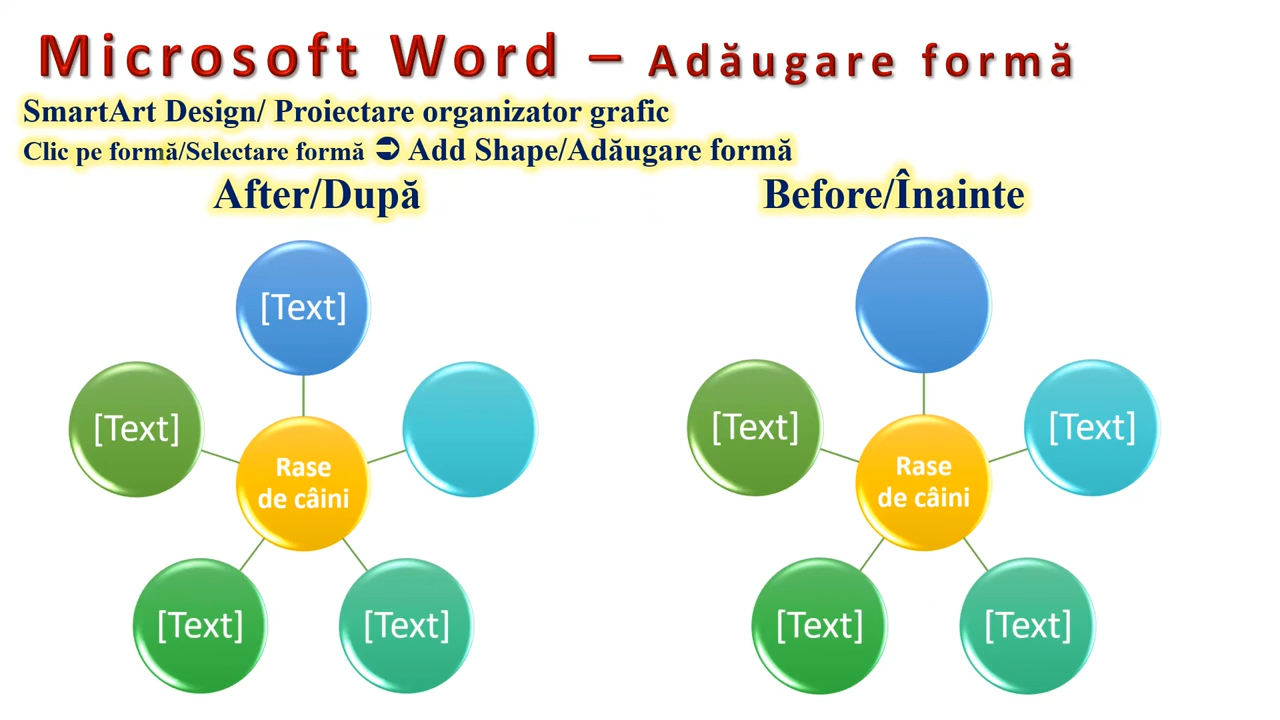 Microsoft Word – Adăugare formă
SmartArt Design/ Proiectare organizator grafic
Clic pe formă/Selectare formă ➲ Add Shape/Adăugare formă
After/După
Before/Înainte
[Text]
[Text]
Rase
de câini
[Text]
[Text]
[Text]
[Text]
Rase
de câini
[Text]
[Text]